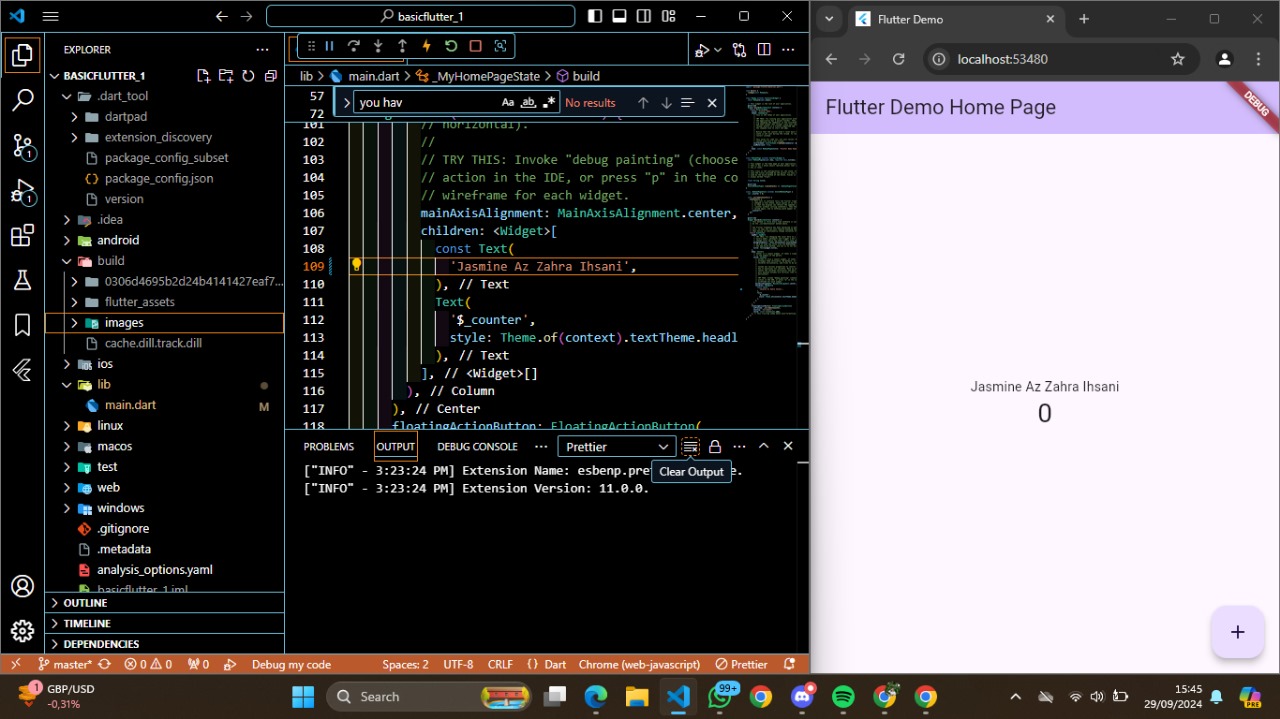 basicflutter_1
EXPLORER
BASICFLUTTER_1
.dart_tool
dartpad
extension_discovery
package_config_subset
package_config.json
version
.idea
android
build
0306d4695b2d24b4141427eaf7...
flutter_assets
images
cache.dill.track.dill
ios
lib
main.dart M
linux
macos
test
web
windows
.gitignore
.metadata
analysis_options.yaml
basicflutter_1.iml
OUTLINE
TIMELINE
DEPENDENCIES
lib > main.dart > _MyHomePageState > build
you hav Aa ab No results
57
72
101 // horizontal).
102 //
103 // TRY THIS: Invoke "debug painting" (choose
104 // action in the IDE, or press "p" in the co
105 // wireframe for each widget.
106 mainAxisAlignment: MainAxisAlignment.center,
107 children: <Widget>[
108 const Text(
109 'Jasmine Az Zahra Ihsani',
110 ), // Text
111 Text(
112 '$_counter',
113 style: Theme.of(context).textTheme.headl
114 ), // Text
115 ], // <Widget>[]
116 ), // Column
117 ), // Center
118 floatingActionButton: FloatingActionButton(
PROBLEMS OUTPUT DEBUG CONSOLE ... Prettier
Clear Output
["INFO" - 3:23:24 PM] Extension Name: esbenp.pre e.
["INFO" - 3:23:24 PM] Extension Version: 11.0.0.
master* 0 0 0 Debug my code Spaces: 2 UTF-8 CRLF {} Dart Chrome (web-javascript) Prettier
Flutter Demo
localhost:53480
Flutter Demo Home Page
DEBUG
Jasmine Az Zahra Ihsani
0
+
1
GBP/USD
-0,31%
Search
99+
15:45
29/09/2024
PRE